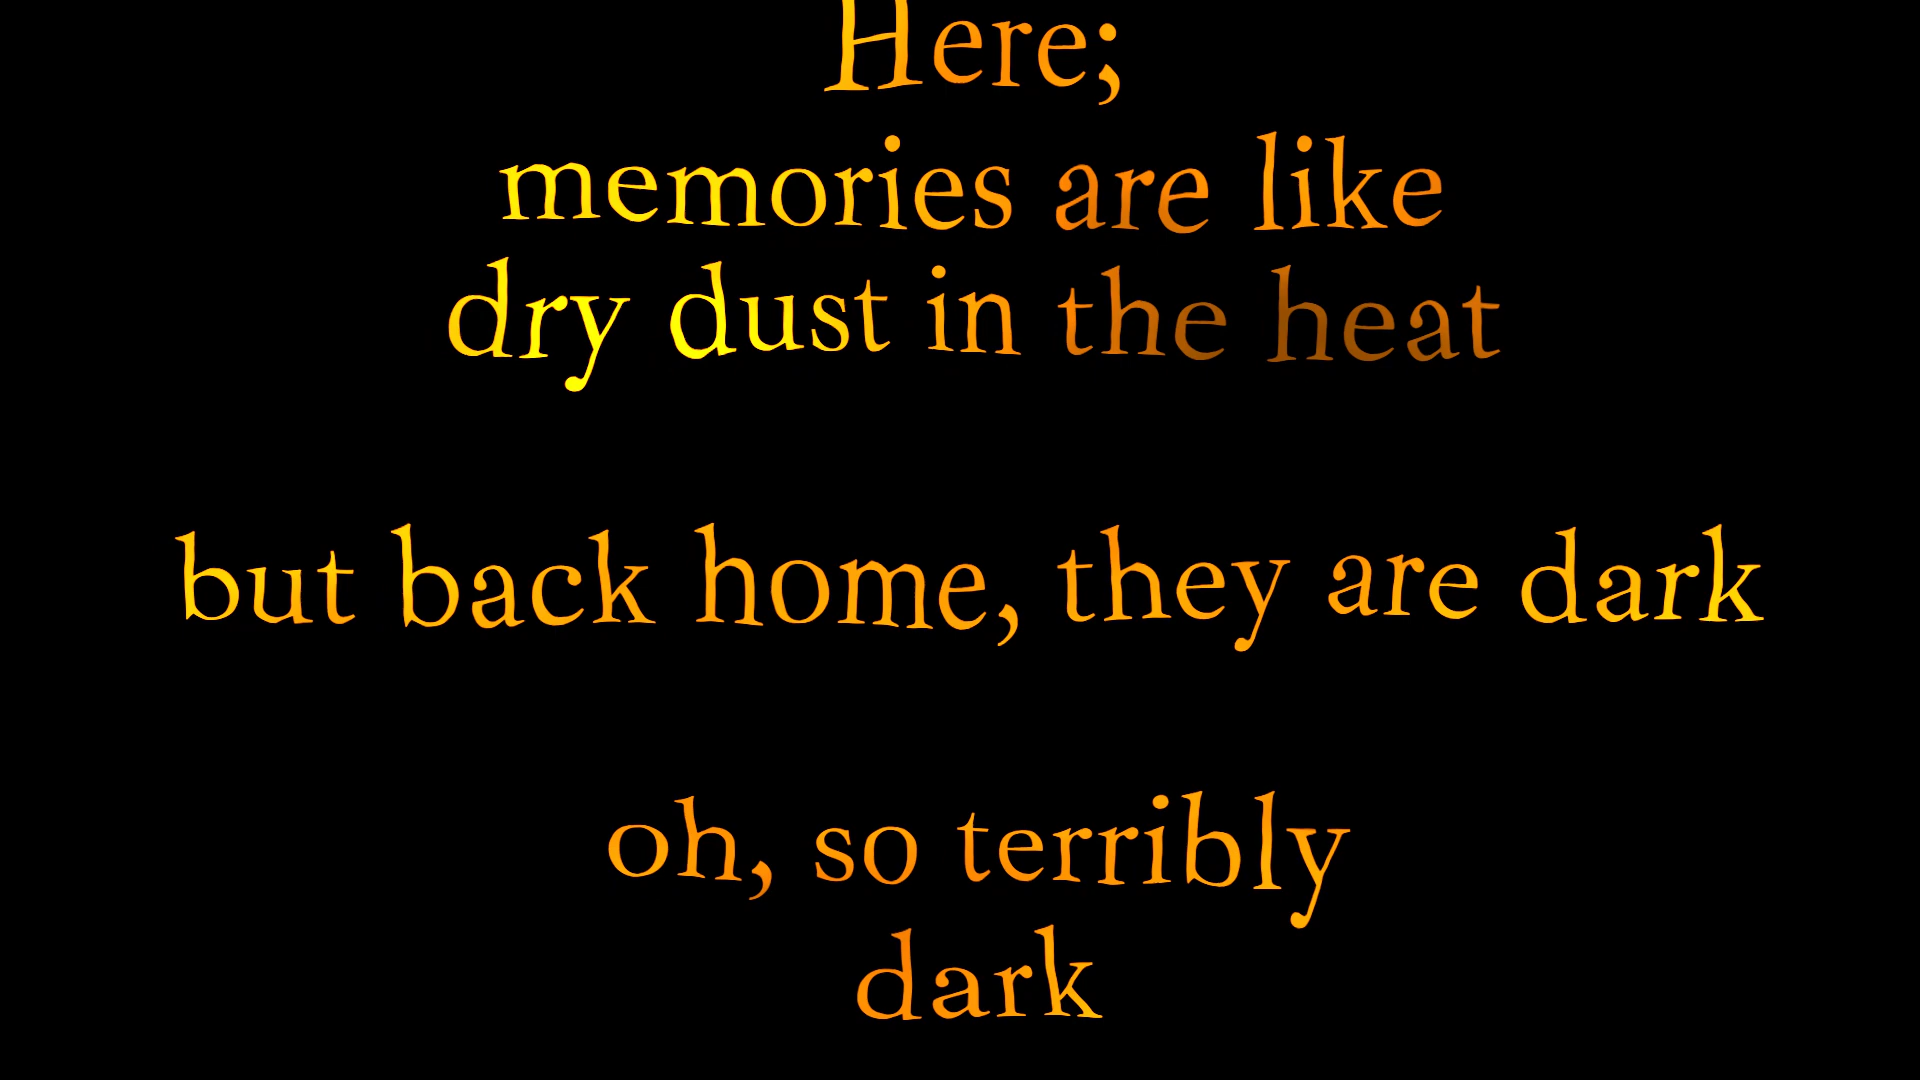 Here;
memories are like
dry dust in the heat
but back home, they are dark
oh, so terribly
dark